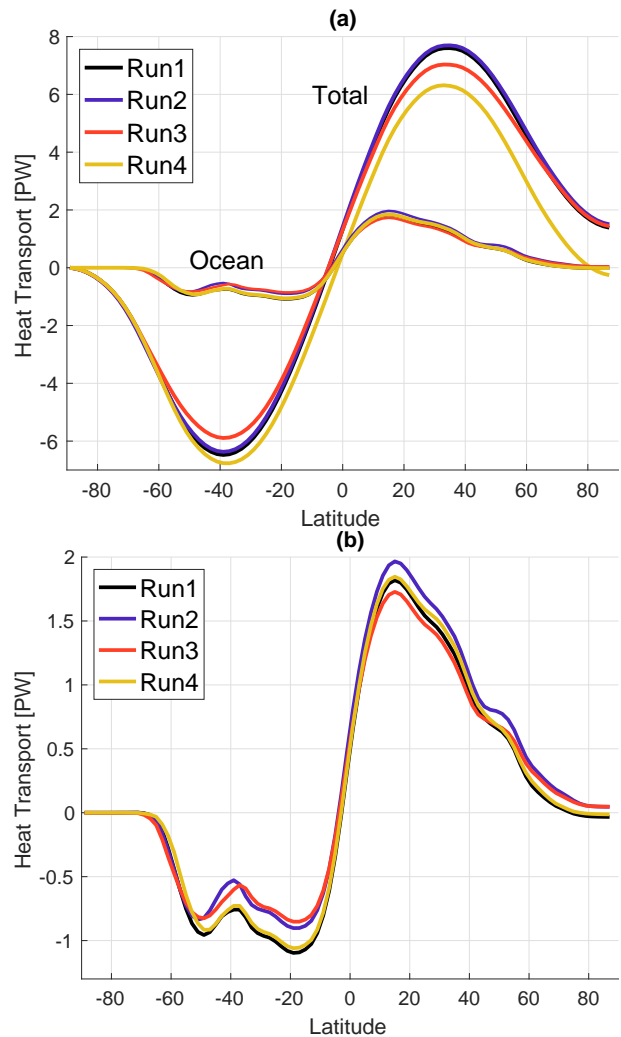 (a)
8
6
4
2
0
-2
-4
-6
Heat Transport [PW]
Run1
Run2
Run3
Run4
Total
Ocean
-80 -60 -40 -20 0 20 40 60 80
Latitude
(b)
2
1.5
1
0.5
0
-0.5
-1
Heat Transport [PW]
Run1
Run2
Run3
Run4
-80 -60 -40 -20 0 20 40 60 80
Latitude